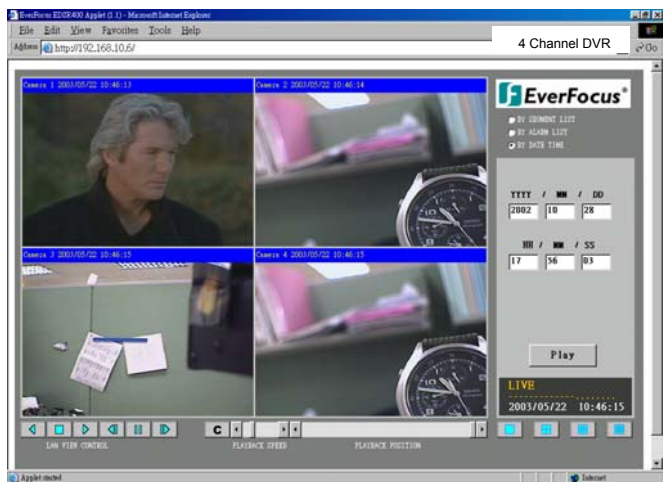 EverFocus EDSR400 Applet (1.1) - Microsoft Internet Explorer
File Edit View Favorites Tools Help
Address http://192.168.10.6/
Go
4 Channel DVR
Camera 1 2003/05/22 10:46:13
Camera 2 2003/05/22 10:46:14
EverFocus®
BY SEGMENT LIST
BY ALARM LIST
BY DATE TIME
YYYY / MM / DD
2002 10 28
HH / MM / SS
17 56 03
Camera 3 2003/05/22 10:46:15
Camera 4 2003/05/22 10:46:15
Play
LIVE
2003/05/22 10:46:15
C
LAN VIEW CONTROL
PLAYBACK SPEED
PLAYBACK POSITION
Applet started
Internet